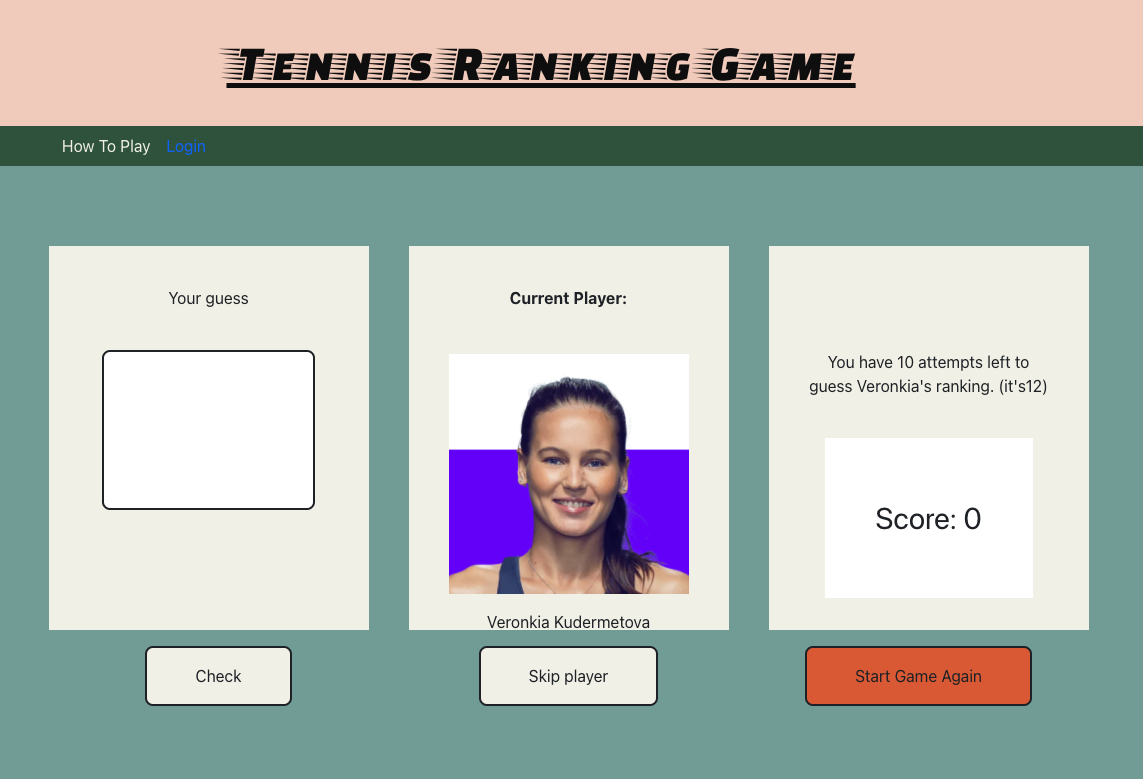 Tennis Ranking Game
How To Play Login
Your guess
Current Player:
Veronkia Kudermetova
You have 10 attempts left to
guess Veronkia's ranking. (it's12)
Score: 0
Check
Skip player
Start Game Again